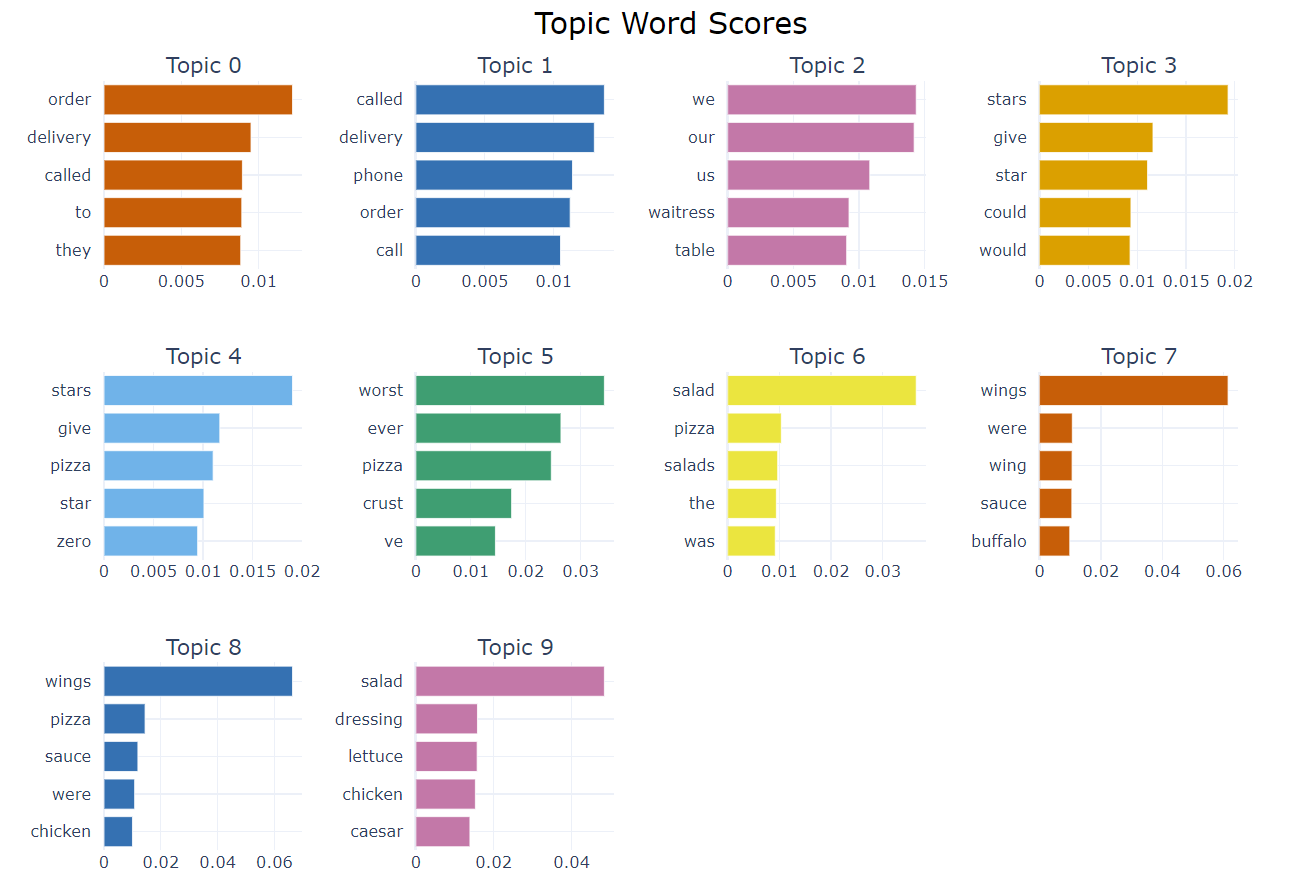 Topic Word Scores
Topic 0
order
delivery
called
to
they
0 0.005 0.01
Topic 1
called
delivery
phone
order
call
0 0.005 0.01
Topic 2
we
our
us
waitress
table
0 0.005 0.01 0.015
Topic 3
stars
give
star
could
would
0 0.005 0.01 0.015 0.02
Topic 4
stars
give
pizza
star
zero
0 0.005 0.01 0.015 0.02
Topic 5
worst
ever
pizza
crust
ve
0 0.01 0.02 0.03
Topic 6
salad
pizza
salads
the
was
0 0.01 0.02 0.03
Topic 7
wings
were
wing
sauce
buffalo
0 0.02 0.04 0.06
Topic 8
wings
pizza
sauce
were
chicken
0 0.02 0.04 0.06
Topic 9
salad
dressing
lettuce
chicken
caesar
0 0.02 0.04